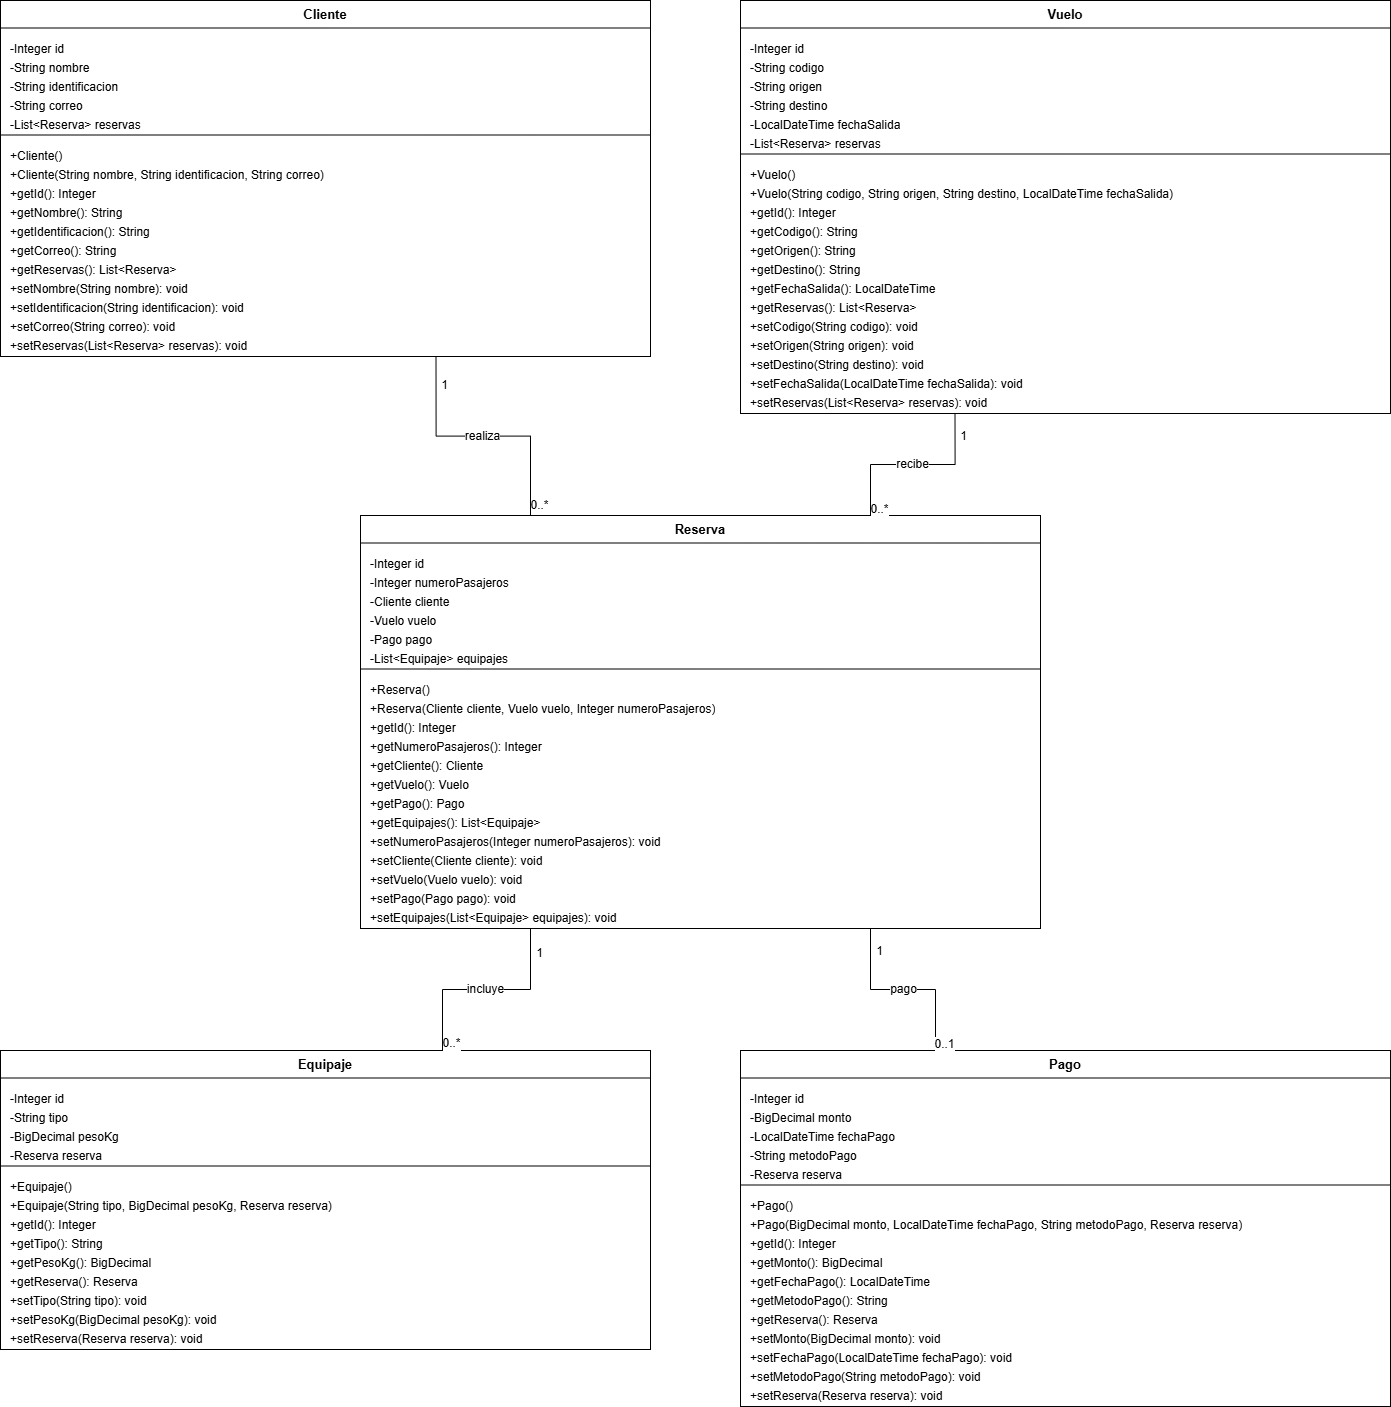 Cliente
-Integer id
-String nombre
-String identificacion
-String correo
-List<Reserva> reservas
+Cliente()
+Cliente(String nombre, String identificacion, String correo)
+getId(): Integer
+getNombre(): String
+getIdentificacion(): String
+getCorreo(): String
+getReservas(): List<Reserva>
+setNombre(String nombre): void
+setIdentificacion(String identificacion): void
+setCorreo(String correo): void
+setReservas(List<Reserva> reservas): void
Vuelo
-Integer id
-String codigo
-String origen
-String destino
-LocalDateTime fechaSalida
-List<Reserva> reservas
+Vuelo()
+Vuelo(String codigo, String origen, String destino, LocalDateTime fechaSalida)
+getId(): Integer
+getCodigo(): String
+getOrigen(): String
+getDestino(): String
+getFechaSalida(): LocalDateTime
+getReservas(): List<Reserva>
+setCodigo(String codigo): void
+setOrigen(String origen): void
+setDestino(String destino): void
+setFechaSalida(LocalDateTime fechaSalida): void
+setReservas(List<Reserva> reservas): void
1
realiza
0..*
1
recibe
0..*
Reserva
-Integer id
-Integer numeroPasajeros
-Cliente cliente
-Vuelo vuelo
-Pago pago
-List<Equipaje> equipajes
+Reserva()
+Reserva(Cliente cliente, Vuelo vuelo, Integer numeroPasajeros)
+getId(): Integer
+getNumeroPasajeros(): Integer
+getCliente(): Cliente
+getVuelo(): Vuelo
+getPago(): Pago
+getEquipajes(): List<Equipaje>
+setNumeroPasajeros(Integer numeroPasajeros): void
+setCliente(Cliente cliente): void
+setVuelo(Vuelo vuelo): void
+setPago(Pago pago): void
+setEquipajes(List<Equipaje> equipajes): void
1
incluye
0..*
1
pago
0..1
Equipaje
-Integer id
-String tipo
-BigDecimal pesoKg
-Reserva reserva
+Equipaje()
+Equipaje(String tipo, BigDecimal pesoKg, Reserva reserva)
+getId(): Integer
+getTipo(): String
+getPesoKg(): BigDecimal
+getReserva(): Reserva
+setTipo(String tipo): void
+setPesoKg(BigDecimal pesoKg): void
+setReserva(Reserva reserva): void
Pago
-Integer id
-BigDecimal monto
-LocalDateTime fechaPago
-String metodoPago
-Reserva reserva
+Pago()
+Pago(BigDecimal monto, LocalDateTime fechaPago, String metodoPago, Reserva reserva)
+getId(): Integer
+getMonto(): BigDecimal
+getFechaPago(): LocalDateTime
+getMetodoPago(): String
+getReserva(): Reserva
+setMonto(BigDecimal monto): void
+setFechaPago(LocalDateTime fechaPago): void
+setMetodoPago(String metodoPago): void
+setReserva(Reserva reserva): void